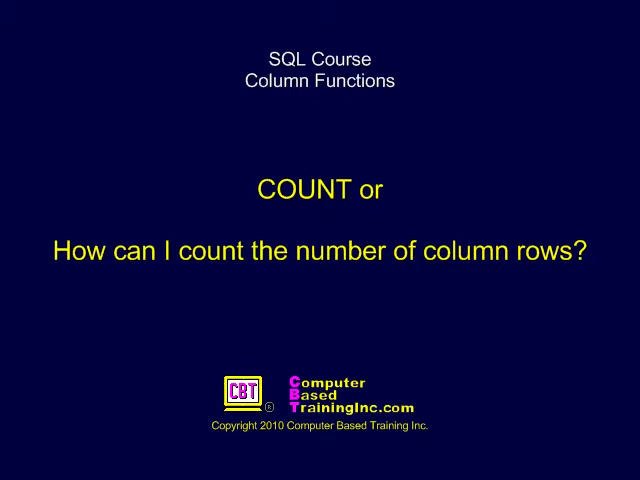 SQL Course
Column Functions
COUNT or
How can I count the number of column rows?
CBT ®
Computer
Based
TrainingInc.com
Copyright 2010 Computer Based Training Inc.